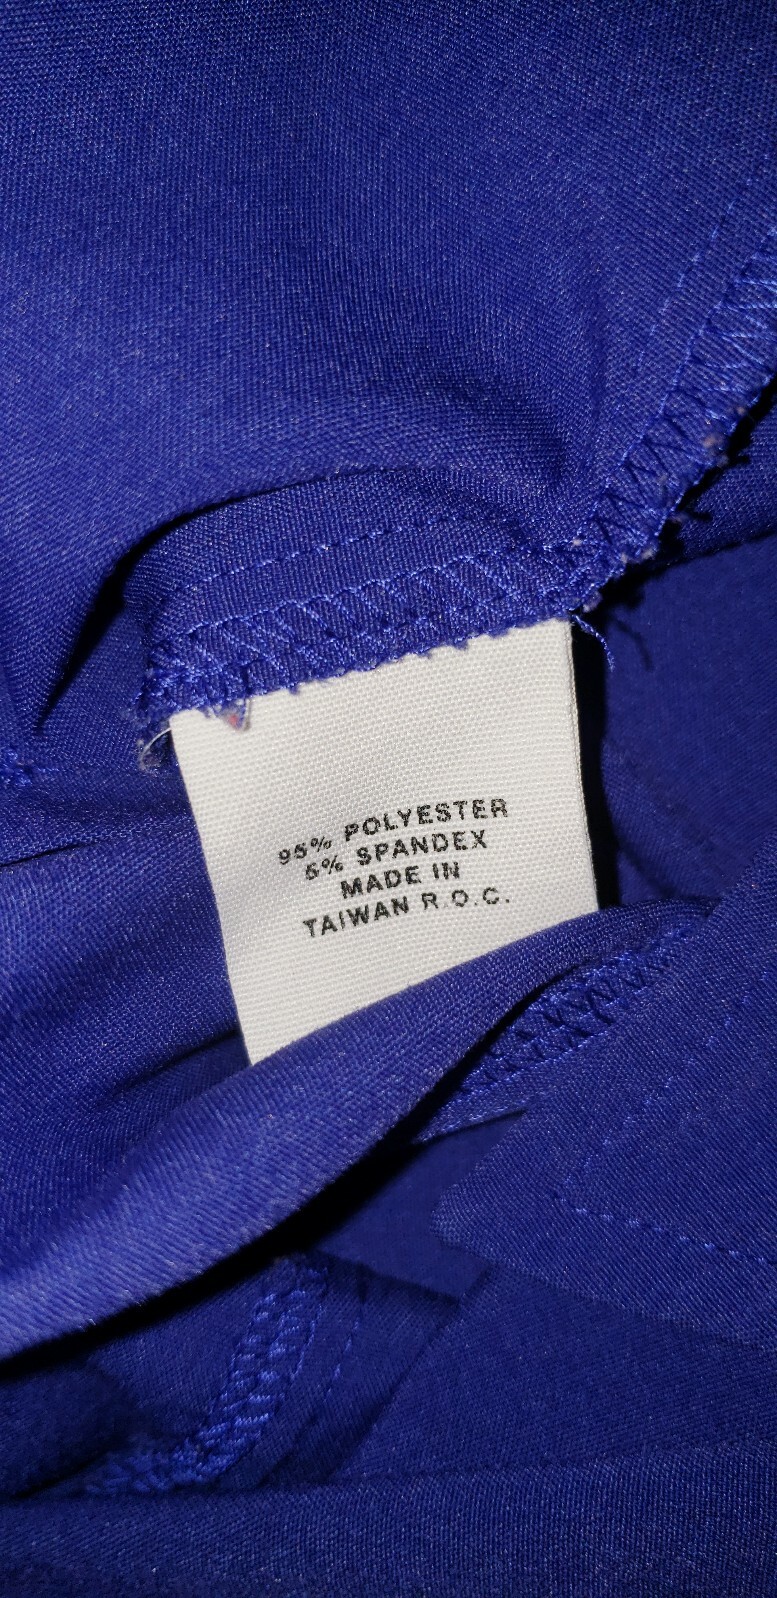 95% POLYESTER
5% SPANDEX
MADE IN
TAIWAN R.O.C.